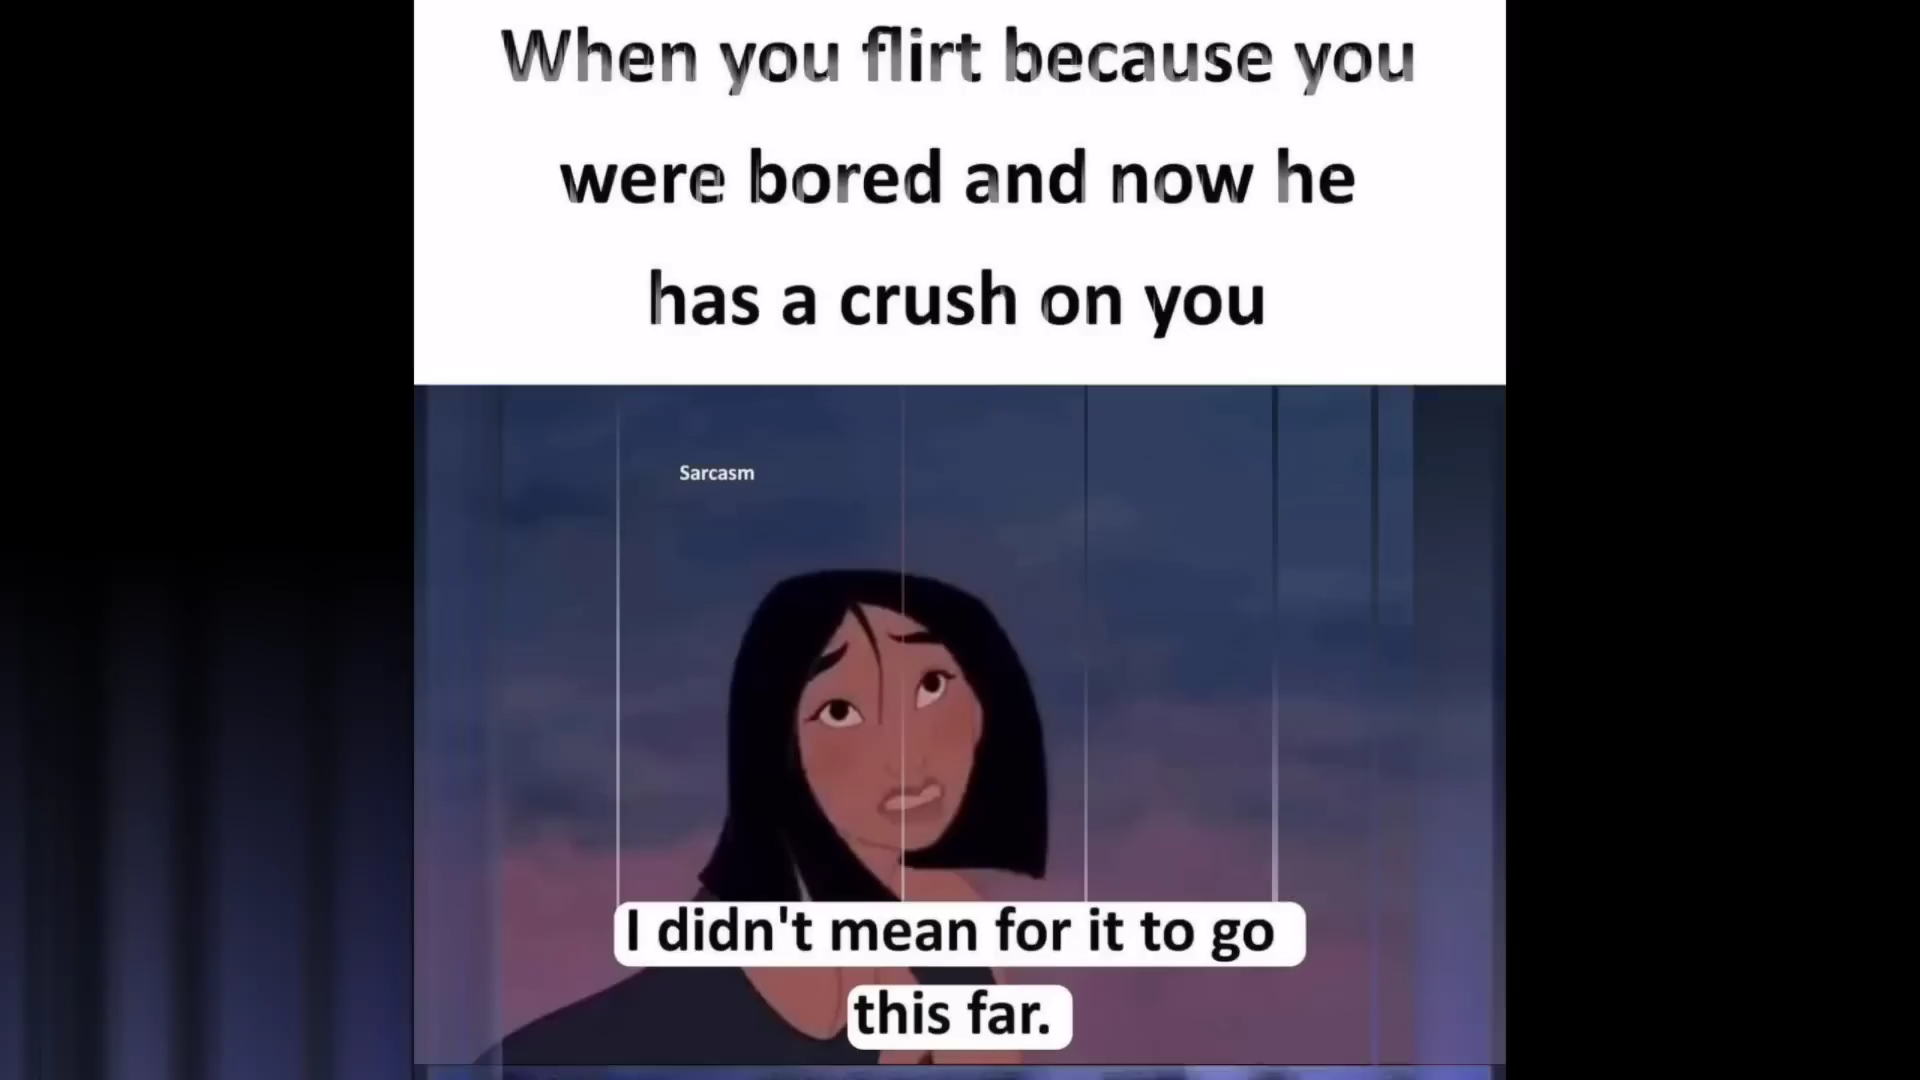 When you flirt because you
were bored and now he
has a crush on you
Sarcasm
I didn't mean for it to go
this far.